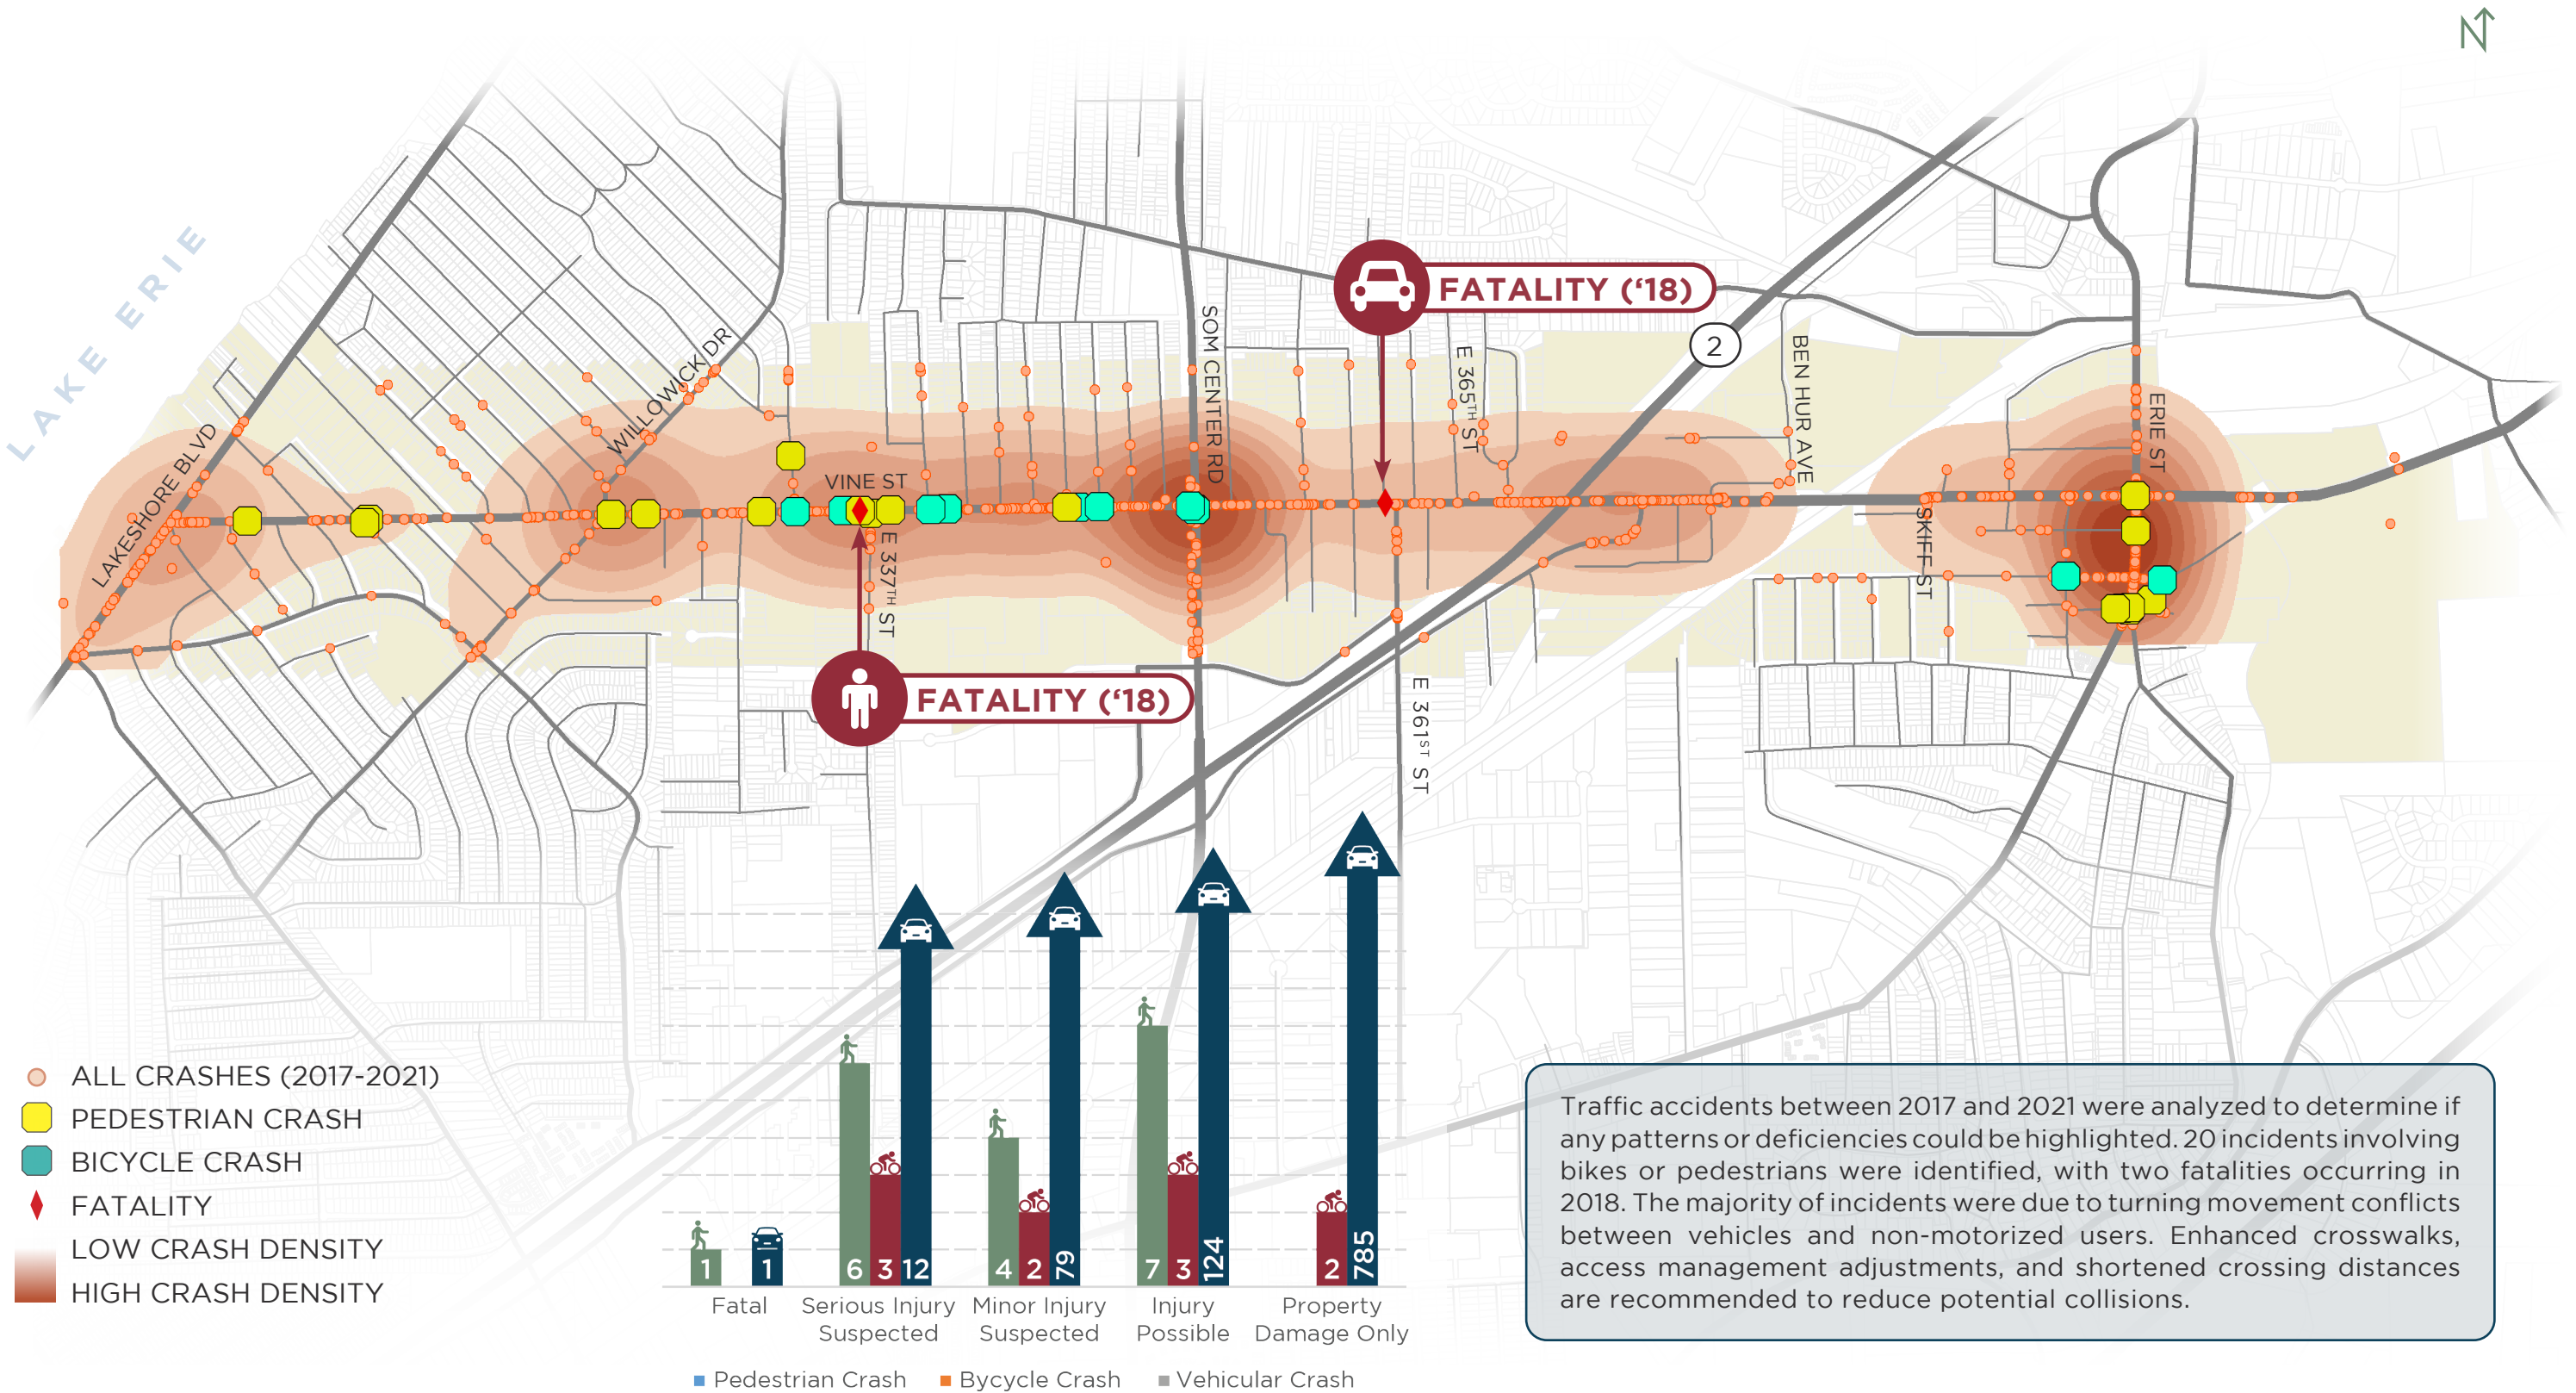 N
LAKE ERIE
LAKESHORE BLVD
WILLOWICK DR
VINE ST
E 337TH ST
SOM CENTER RD
FATALITY (‘18)
FATALITY (‘18)
E 365TH ST
E 361ST ST
2
BEN HUR AVE
SKIFF ST
ERIE ST
ALL CRASHES (2017-2021)
PEDESTRIAN CRASH
BICYCLE CRASH
FATALITY
LOW CRASH DENSITY
HIGH CRASH DENSITY
1 1 6 3 12 4 2 79 7 3 124 2 785
Fatal Serious Injury Minor Injury Injury Property
Suspected Suspected Possible Damage Only
Pedestrian Crash Bycycle Crash Vehicular Crash
Traffic accidents between 2017 and 2021 were analyzed to determine if
any patterns or deficiencies could be highlighted. 20 incidents involving
bikes or pedestrians were identified, with two fatalities occurring in
2018. The majority of incidents were due to turning movement conflicts
between vehicles and non-motorized users. Enhanced crosswalks,
access management adjustments, and shortened crossing distances
are recommended to reduce potential collisions.